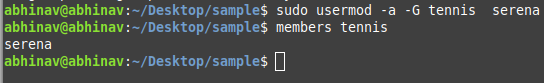 abhinav@abhinav:~/Desktop/sample$ sudo usermod -a -G tennis  serena
abhinav@abhinav:~/Desktop/sample$ members tennis
serena
abhinav@abhinav:~/Desktop/sample$